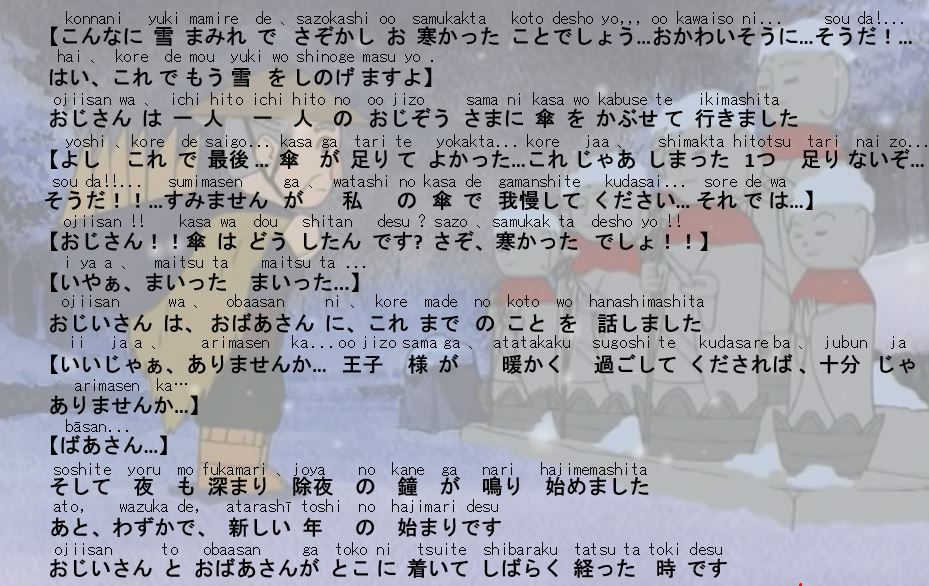 konnani yuki mamire de 、 sazokashi oo samukakta koto desho yo,,, oo kawaiso ni... sou da!...
【こんなに 雪 まみれ で さぞかし お 寒かった ことでしょう...おかわいそうに...そうだ！...
hai 、 kore de mou yuki wo shinoge masu yo .
はい、これ で もう 雪 を しのげ ますよ】
ojiisan wa 、 ichi hito ichi hito no oo jizo sama ni kasa wo kabuse te ikimashita
おじさん は 一 人 一 人 の おじぞう さまに 傘 を かぶせ て 行きました
yoshi 、 kore de saigo... kasa ga tari te yokakta... kore jaa 、 shimakta hitotsu tari nai zo...
【よし これ で 最後 ... 傘 が 足り て よかった...これ じゃあ しまった 1つ 足り ないぞ...
sou da!!... sumimasen ga 、 watashi no kasa de gamanshite kudasai... sore de wa
そうだ！！...すみません が 私 の 傘 で 我慢して ください... それ で は...】
ojiisan !! kasa wa dou shitan desu ? sazo 、 samukak ta desho yo !!
【おじさん！！傘 は どう したん です? さぞ、寒かった でしょ！！】
i ya a 、 maitsu ta maitsu ta ...
【いやぁ、まいった まいった...】
ojiisan wa 、 obaasan ni 、 kore made no koto wo hanashimashita
おじいさん は、 おばあさん に、これ まで の こと を 話しました
ii ja a 、 arimasen ka...oo jizo sama ga 、 atatakaku sugoshi te kudasare ba 、 jubun ja
【いいじゃぁ、ありませんか... 王子 様 が 暖かく 過ごして くだされば 、十分 じゃ
arimasen ka…
ありませんか...】
bāsan...
【ばあさん...】
soshite yoru mo fukamari 、 joya no kane ga nari hajimemashita
そして 夜 も 深まり 除夜 の 鐘 が 鳴り 始めました
ato, wazuka de, atarashī toshi no hajimari desu
あと、わずかで、 新しい 年 の 始まりです
ojiisan to obaasan ga toko ni tsuite shibaraku tatsu ta toki desu
おじいさん と おばあさんが とこ に 着いて しばらく 経った 時 です